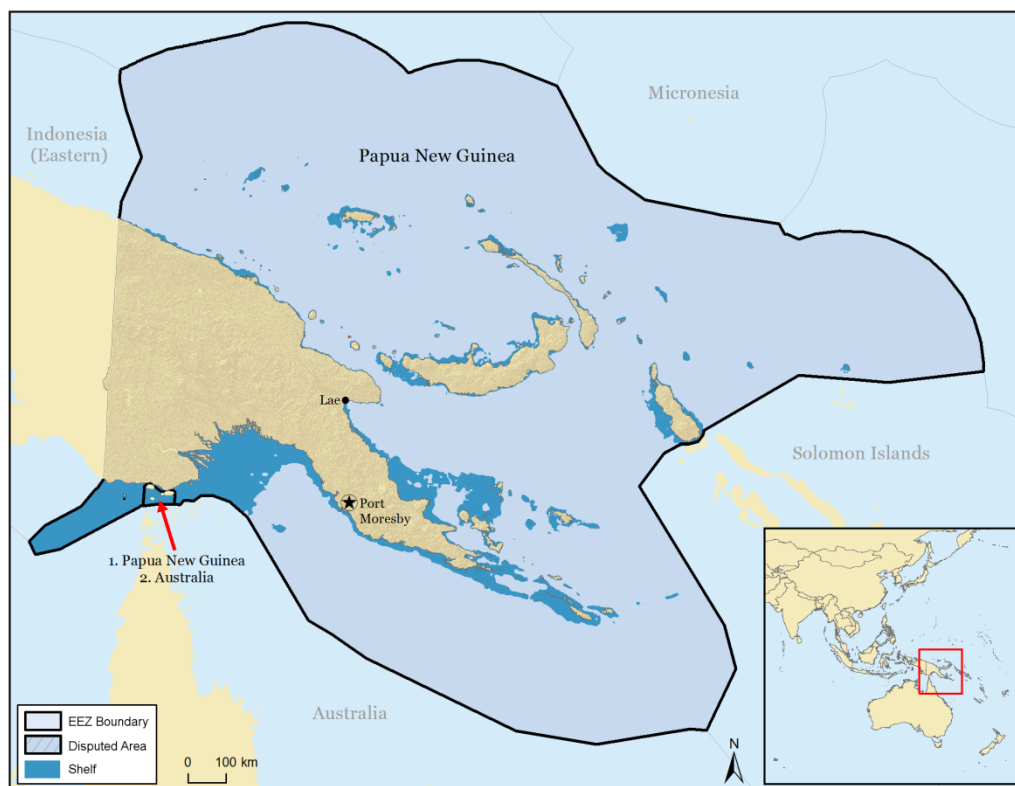 Micronesia
Indonesia
(Eastern)
Papua New Guinea
Lae
Solomon Islands
Port
Moresby
1. Papua New Guinea
2. Australia
Australia
EEZ Boundary
Disputed Area
Shelf
0 100 km
N